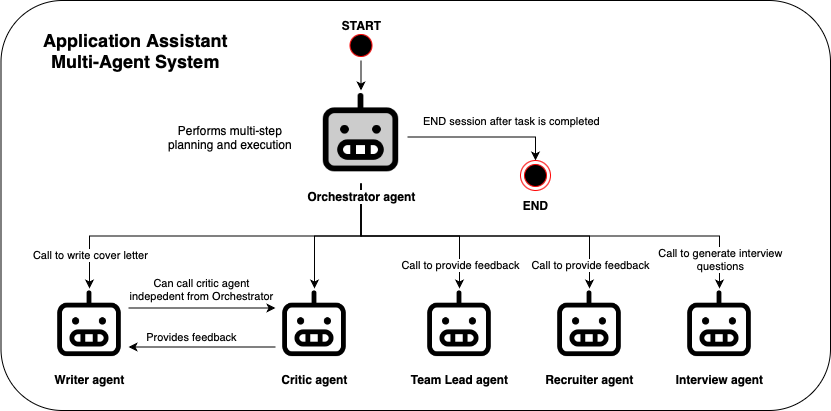 Application Assistant
Multi-Agent System
START
Performs multi-step
planning and execution
END session after task is completed
Orchestrator agent
END
Call to write cover letter
Call to provide feedback
Call to provide feedback
Call to generate interview
questions
Can call critic agent
indepedent from Orchestrator
Provides feedback
Writer agent
Critic agent
Team Lead agent
Recruiter agent
Interview agent